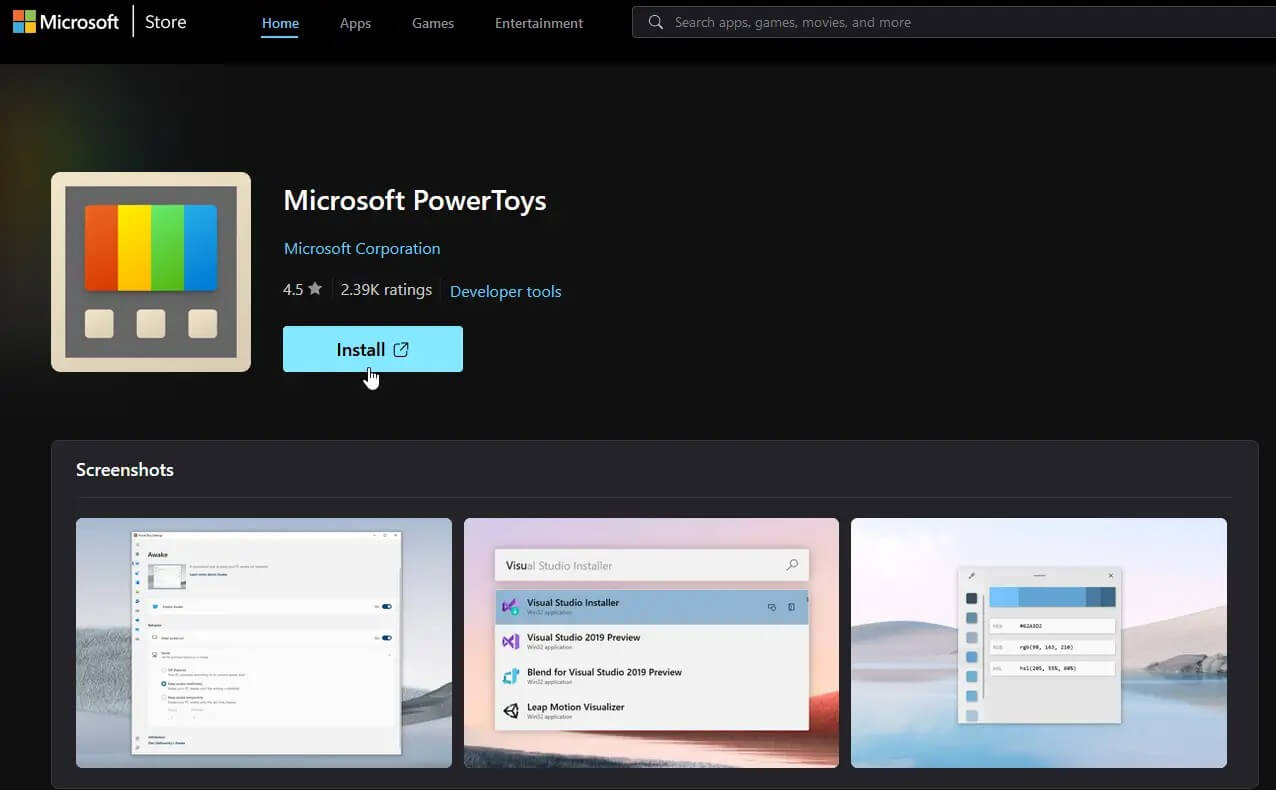 Microsoft
Store
Home
Apps
Games
Entertainment
Search apps, games, movies, and more
Microsoft PowerToys
Microsoft Corporation
4.5
2.39K ratings
Developer tools
Install
Screenshots
Awake
Visual Studio Installer
Visual Studio Installer
Win32 application
Visual Studio 2019 Preview
Win32 application
Blend for Visual Studio 2019 Preview
Win32 application
Leap Motion Visualizer
Win32 application
HEX
#62A3D2
RGB
rgb(98, 163, 210)
HSL
hsl(205, 55%, 60%)